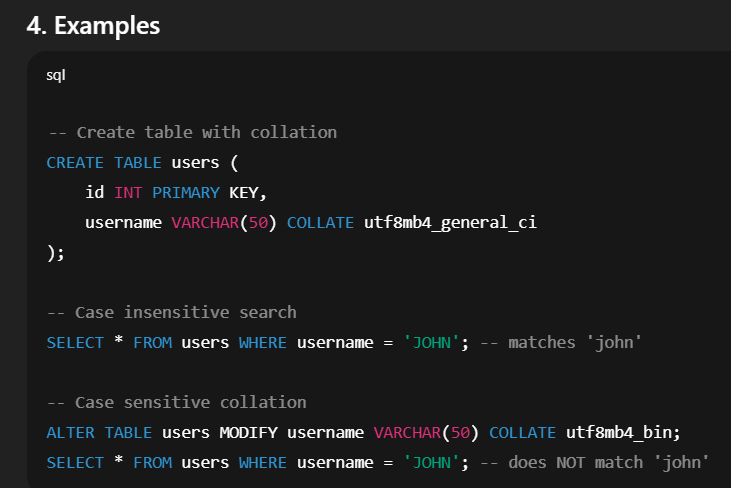 4. Examples
sql
-- Create table with collation
CREATE TABLE users (
    id INT PRIMARY KEY,
    username VARCHAR(50) COLLATE utf8mb4_general_ci
);
-- Case insensitive search
SELECT * FROM users WHERE username = 'JOHN'; -- matches 'john'
-- Case sensitive collation
ALTER TABLE users MODIFY username VARCHAR(50) COLLATE utf8mb4_bin;
SELECT * FROM users WHERE username = 'JOHN'; -- does NOT match 'john'